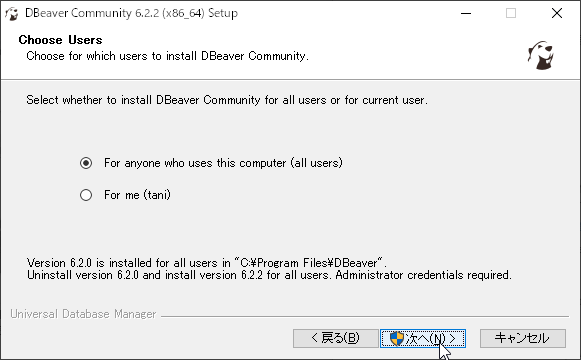 DBeaver Community 6.2.2 (x86_64) Setup
Choose Users
Choose for which users to install DBeaver Community.
Select whether to install DBeaver Community for all users or for current user.
For anyone who uses this computer (all users)
For me (tani)
Version 6.2.0 is installed for all users in "C:¥Program Files¥DBeaver".
Uninstall version 6.2.0 and install version 6.2.2 for all users. Administrator credentials required.
Universal Database Manager
< 戻る(B) 次へ(N) > キャンセル